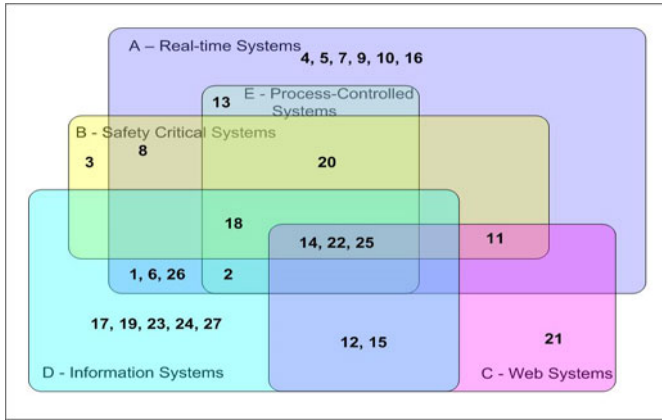 A – Real-time Systems
4, 5, 7, 9, 10, 16
13
E - Process-Controlled
Systems
B - Safety Critical Systems
3
8
20
18
14, 22, 25
11
1, 6, 26
2
17, 19, 23, 24, 27
12, 15
21
D - Information Systems
C - Web Systems